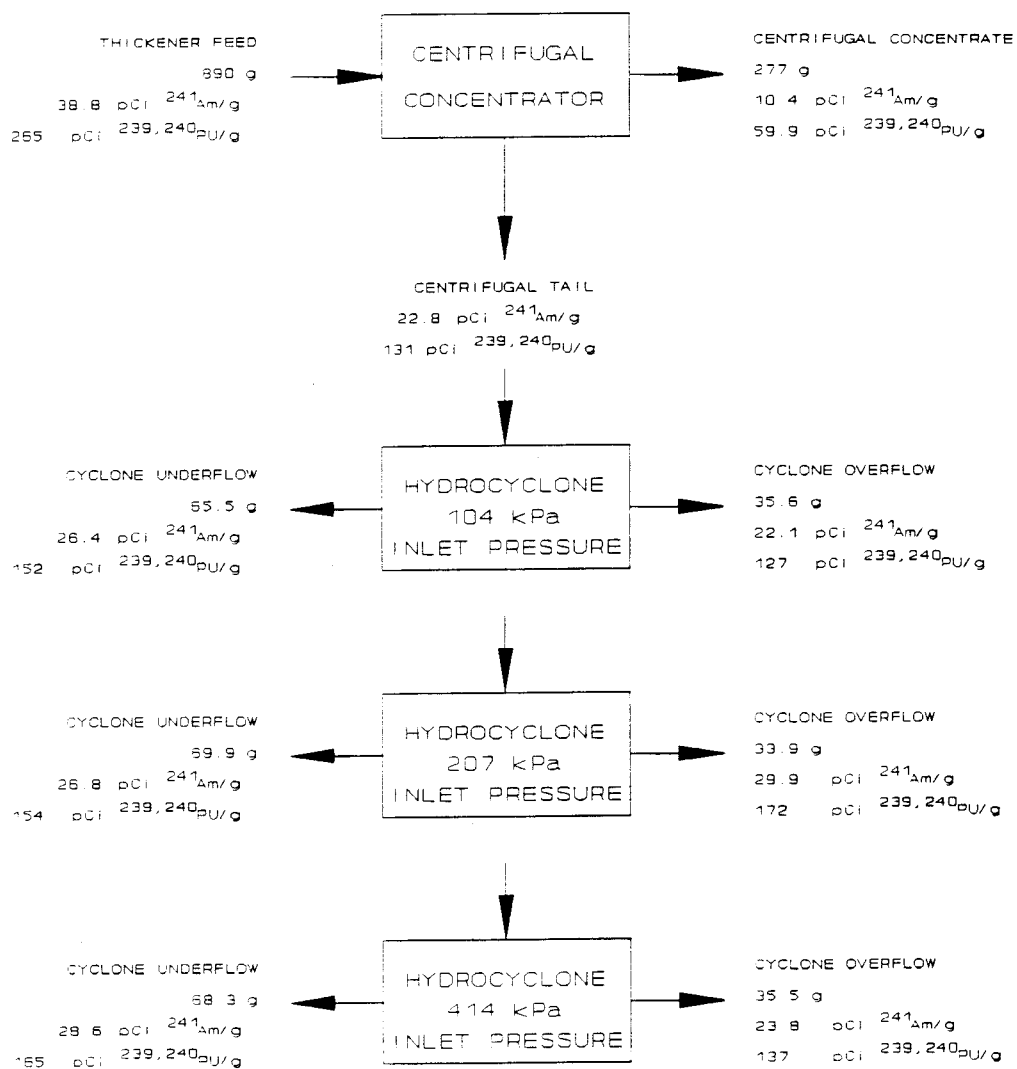 THICKENER FEED
890 g
38.8 pCi ²⁴¹Am/g
265 pCi ²³⁹,²⁴⁰PU/g
CENTRIFUGAL
CONCENTRATOR
CENTRIFUGAL CONCENTRATE
277 g
10.4 pCi ²⁴¹Am/g
59.9 pCi ²³⁹,²⁴⁰PU/g
CENTRIFUGAL TAIL
22.8 pCi ²⁴¹Am/g
131 pCi ²³⁹,²⁴⁰PU/g
CYCLONE UNDERFLOW
65.5 g
26.4 pCi ²⁴¹Am/g
152 pCi ²³⁹,²⁴⁰PU/g
HYDROCYCLONE
104 kPa
INLET PRESSURE
CYCLONE OVERFLOW
35.6 g
22.1 pCi ²⁴¹Am/g
127 pCi ²³⁹,²⁴⁰PU/g
CYCLONE UNDERFLOW
69.9 g
26.8 pCi ²⁴¹Am/g
154 pCi ²³⁹,²⁴⁰PU/g
HYDROCYCLONE
207 kPa
INLET PRESSURE
CYCLONE OVERFLOW
33.9 g
29.9 pCi ²⁴¹Am/g
172 pCi ²³⁹,²⁴⁰PU/g
CYCLONE UNDERFLOW
68.3 g
28.6 pCi ²⁴¹Am/g
165 pCi ²³⁹,²⁴⁰PU/g
HYDROCYCLONE
414 kPa
INLET PRESSURE
CYCLONE OVERFLOW
35.5 g
23.8 pCi ²⁴¹Am/g
137 pCi ²³⁹,²⁴⁰PU/g